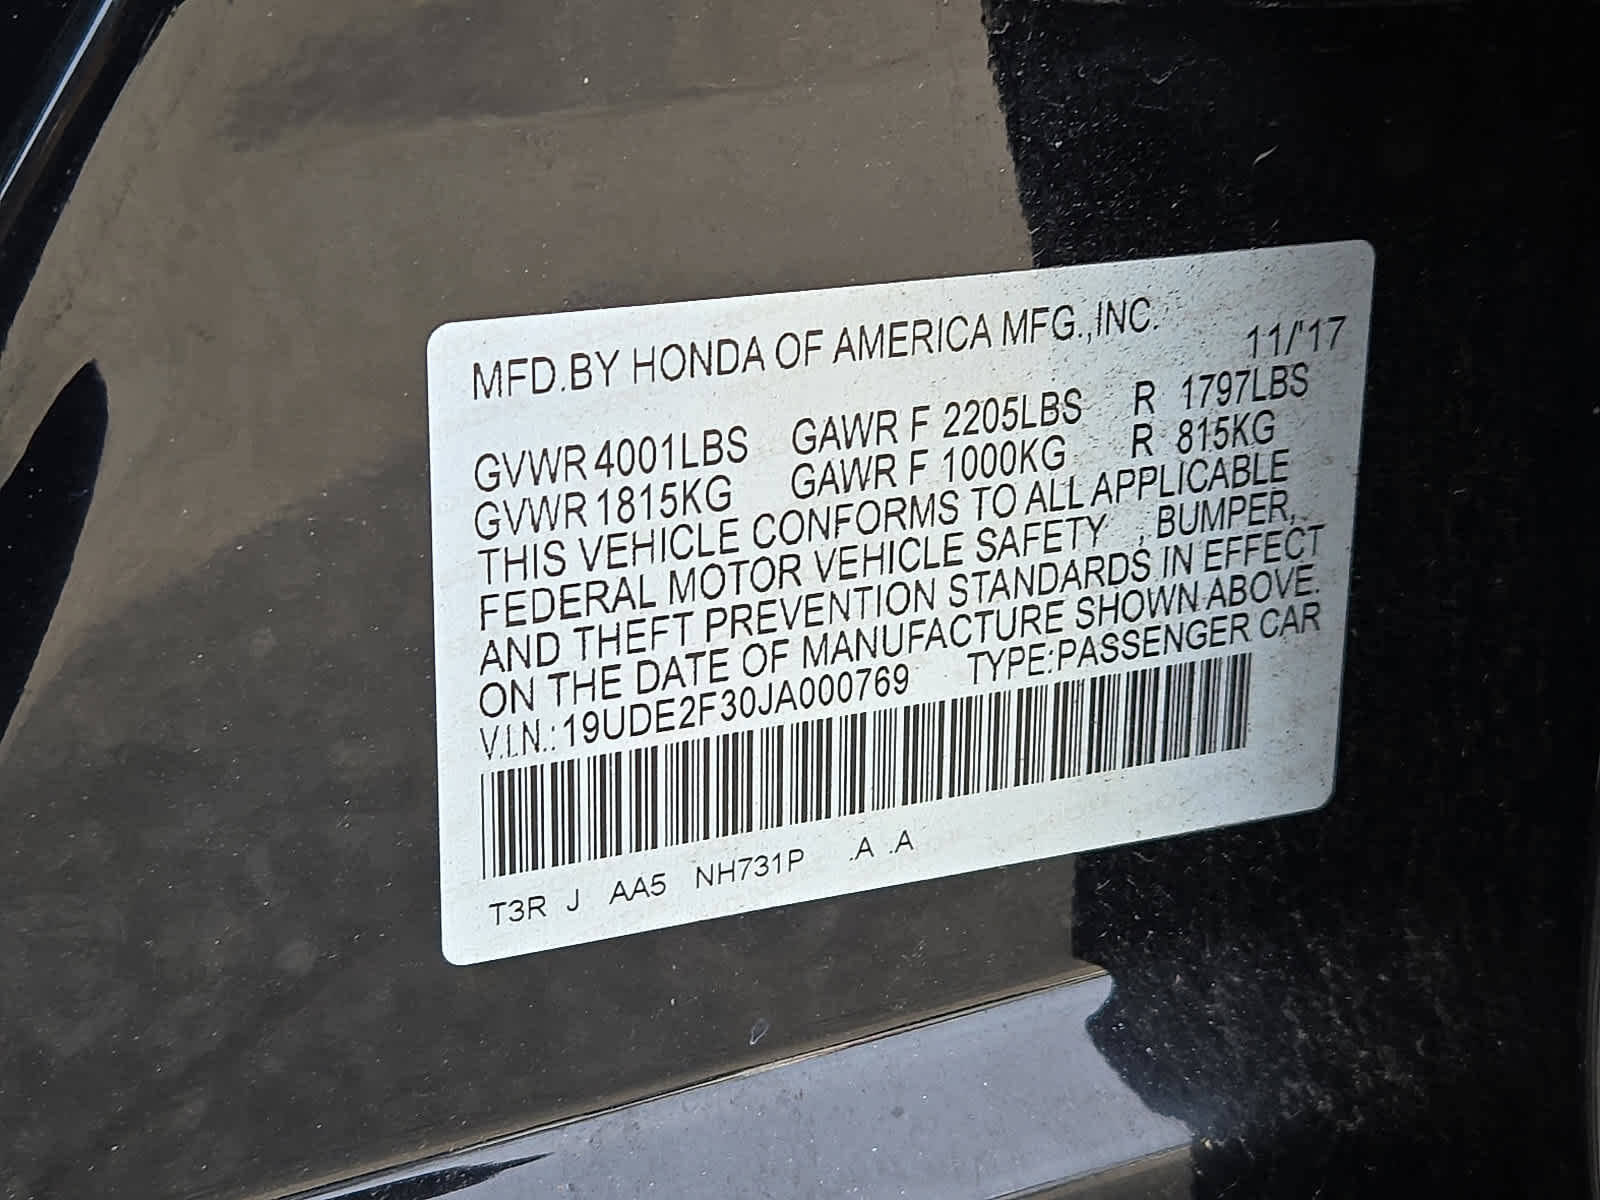 MFD.BY HONDA OF AMERICA MFG.,INC.
11/'17
GVWR 4001LBS GAWR F 2205LBS R 1797LBS
GVWR 1815KG GAWR F 1000KG R 815KG
THIS VEHICLE CONFORMS TO ALL APPLICABLE
FEDERAL MOTOR VEHICLE SAFETY , BUMPER,
AND THEFT PREVENTION STANDARDS IN EFFECT
ON THE DATE OF MANUFACTURE SHOWN ABOVE.
V.I.N.: 19UDE2F30JA000769 TYPE:PASSENGER CAR
T3R J AA5 NH731P .A .A